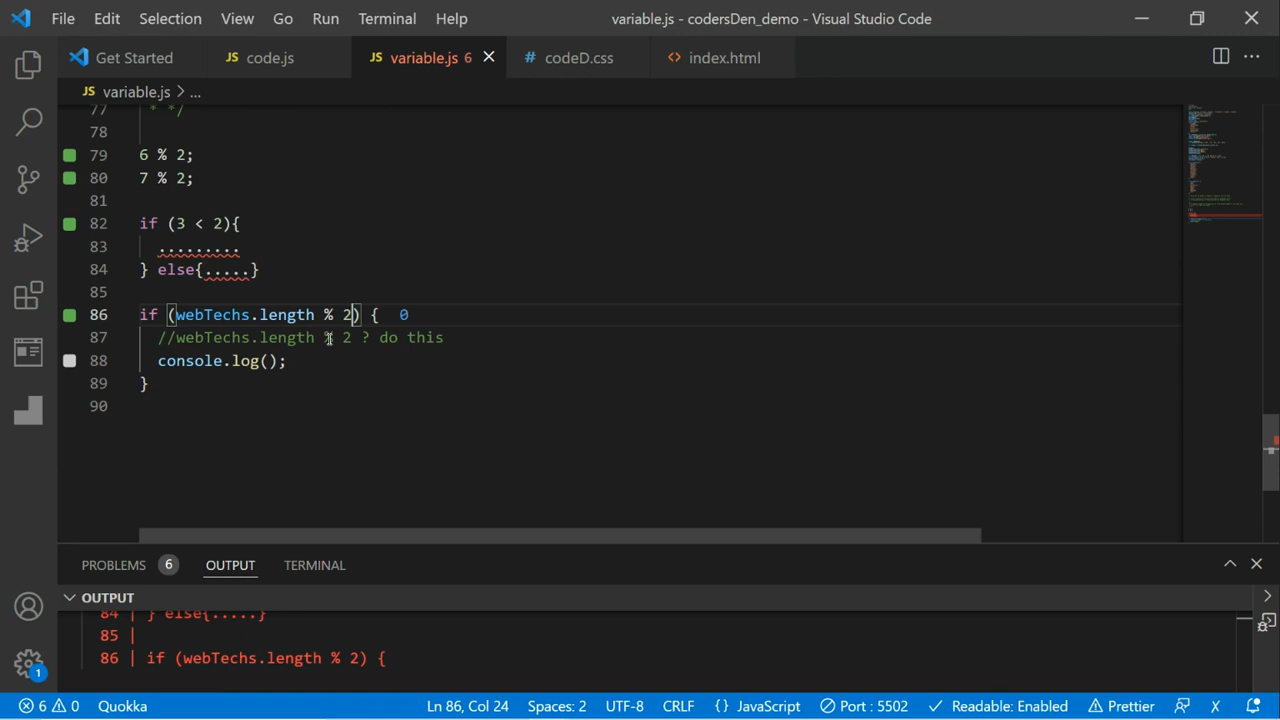 File Edit Selection View Go Run Terminal Help variable.js - codersDen_demo - Visual Studio Code
Get Started JS code.js JS variable.js 6 # codeD.css <> index.html
JS variable.js > ...
77 * */
78
79 6 % 2;
80 7 % 2;
81
82 if (3 < 2){
83 .........
84 } else{.....}
85
86 if (webTechs.length % 2) { 0
87 //webTechs.length % 2 ? do this
88 console.log();
89 }
90
PROBLEMS 6 OUTPUT TERMINAL
OUTPUT
84 | } else{.....}
85 |
86 | if (webTechs.length % 2) {
1
6 0 Quokka Ln 86, Col 24 Spaces: 2 UTF-8 CRLF {} JavaScript Port : 5502 Readable: Enabled Prettier X